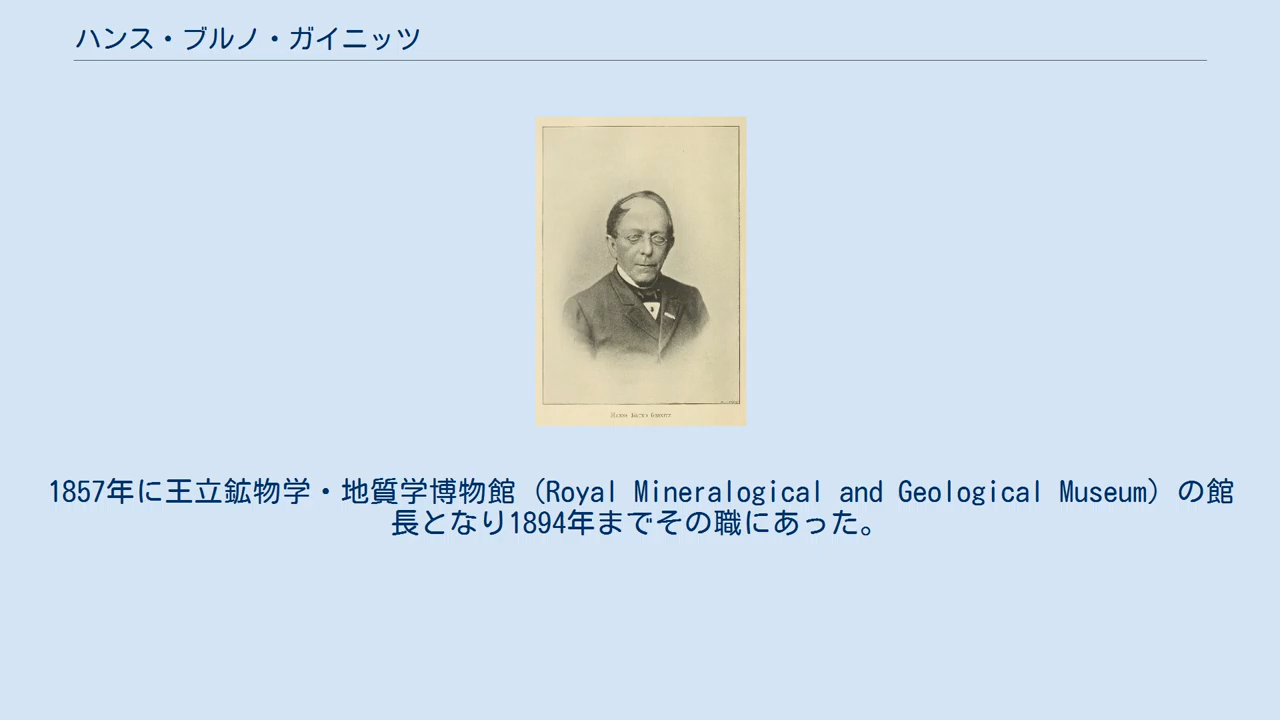 ハンス・ブルノ・ガイニッツ
1857年に王立鉱物学・地質学博物館（Royal Mineralogical and Geological Museum）の館
長となり1894年までその職にあった。